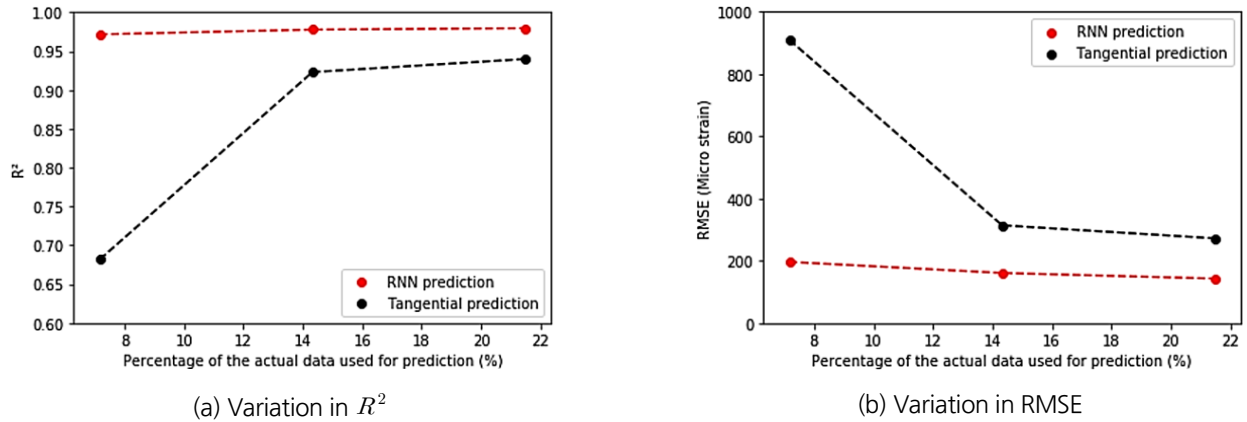 1.00
0.95
0.90
0.85
0.80
0.75
0.70
0.65
0.60
R²
RNN prediction
Tangential prediction
8 10 12 14 16 18 20 22
Percentage of the actual data used for prediction (%)
(a) Variation in R²
1000
800
600
400
200
0
RMSE (Micro strain)
RNN prediction
Tangential prediction
8 10 12 14 16 18 20 22
Percentage of the actual data used for prediction (%)
(b) Variation in RMSE